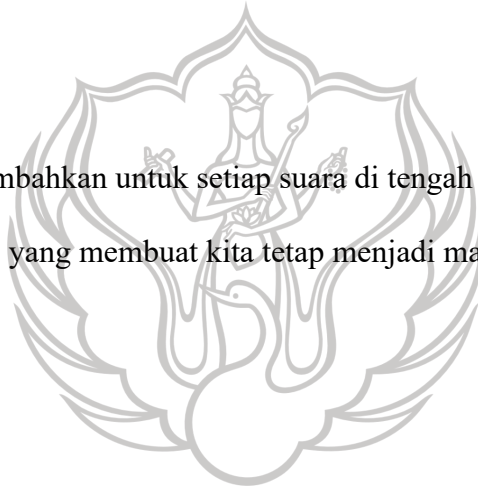 mbahkan untuk setiap suara di tengah
yang membuat kita tetap menjadi ma